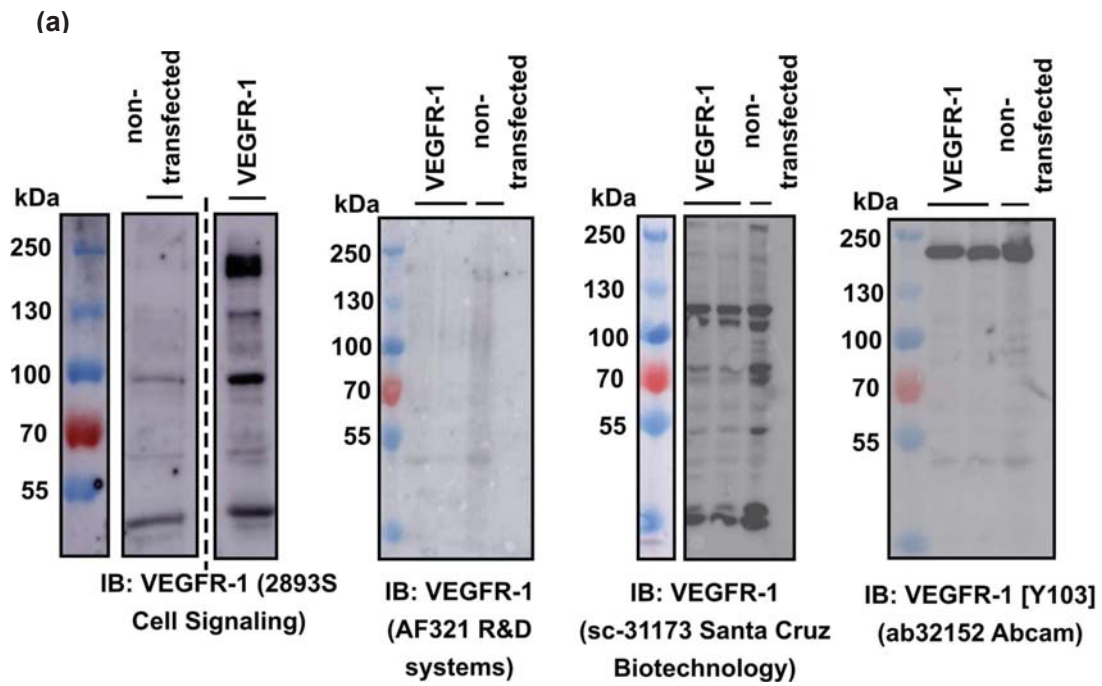 (a)
non-
transfected
VEGFR-1
kDa
250
130
100
70
55
IB: VEGFR-1 (2893S
Cell Signaling)
VEGFR-1
non-
transfected
kDa
250
130
100
70
55
IB: VEGFR-1
(AF321 R&D
systems)
VEGFR-1
non-
transfected
kDa
250
130
100
70
55
IB: VEGFR-1
(sc-31173 Santa Cruz
Biotechnology)
VEGFR-1
non-
transfected
kDa
250
130
100
70
55
IB: VEGFR-1 [Y103]
(ab32152 Abcam)